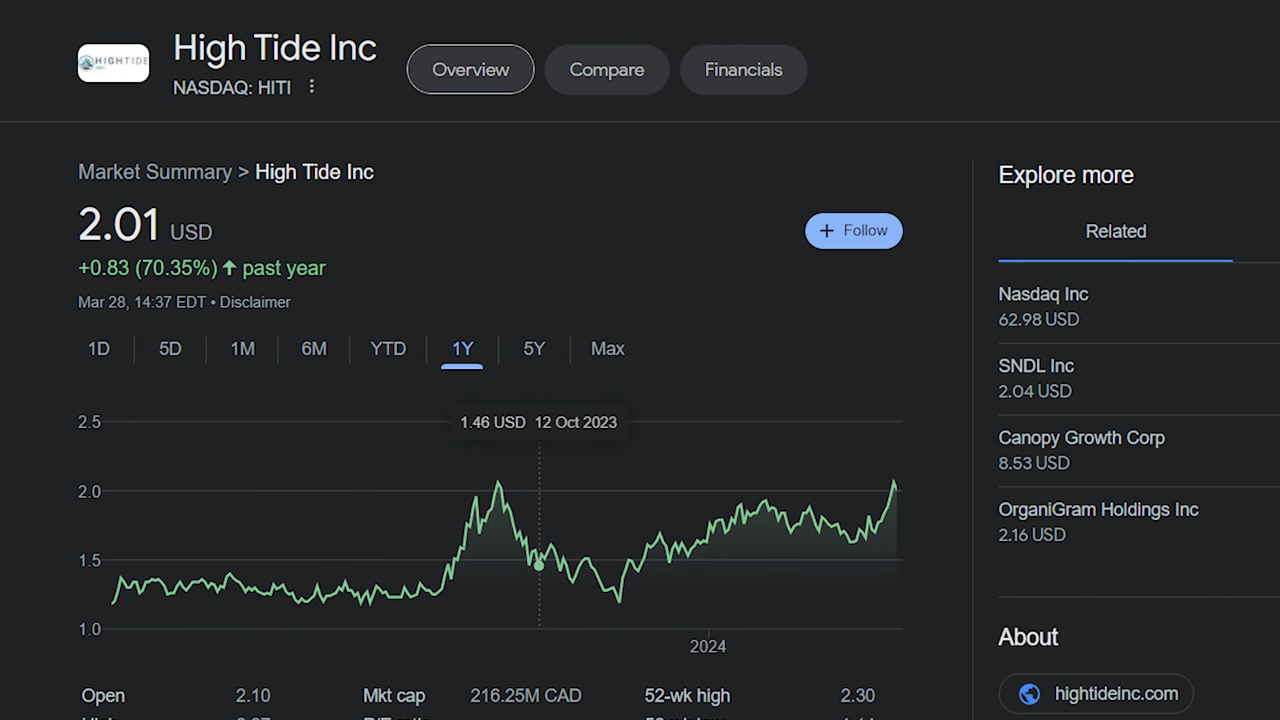 HIGHTIDE
High Tide Inc
NASDAQ: HITI
Overview
Compare
Financials
Market Summary > High Tide Inc
2.01 USD
+ Follow
+0.83 (70.35%) ↑ past year
Mar 28, 14:37 EDT • Disclaimer
1D 5D 1M 6M YTD 1Y 5Y Max
1.46 USD 12 Oct 2023
2.5
2.0
1.5
1.0
2024
Open 2.10 Mkt cap 216.25M CAD 52-wk high 2.30
Explore more
Related
Nasdaq Inc
62.98 USD
SNDL Inc
2.04 USD
Canopy Growth Corp
8.53 USD
OrganiGram Holdings Inc
2.16 USD
About
hightideinc.com